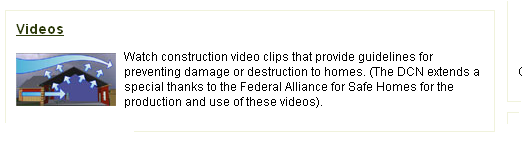 Videos
Watch construction video clips that provide guidelines for
preventing damage or destruction to homes. (The DCN extends a
special thanks to the Federal Alliance for Safe Homes for the
production and use of these videos).